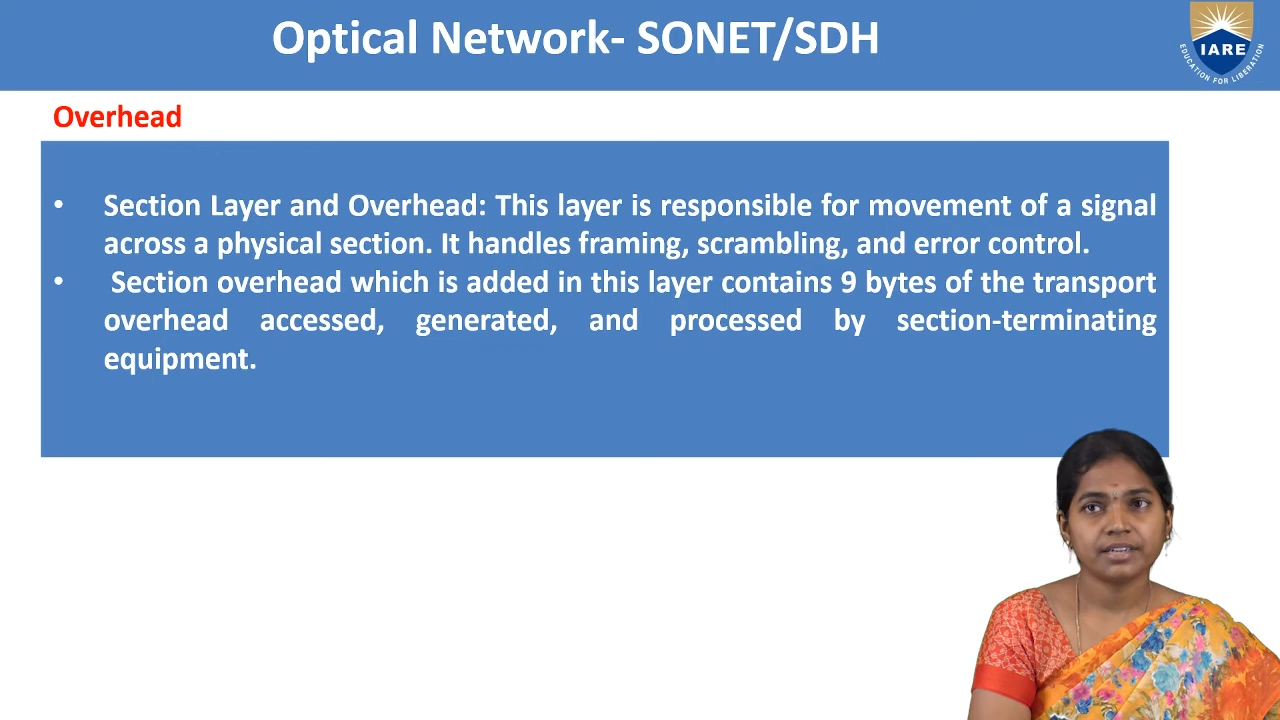 Optical Network- SONET/SDH
IARE
EDUCATION FOR LIBERATION
Overhead
• Section Layer and Overhead: This layer is responsible for movement of a signal
across a physical section. It handles framing, scrambling, and error control.
• Section overhead which is added in this layer contains 9 bytes of the transport
overhead accessed, generated, and processed by section-terminating
equipment.